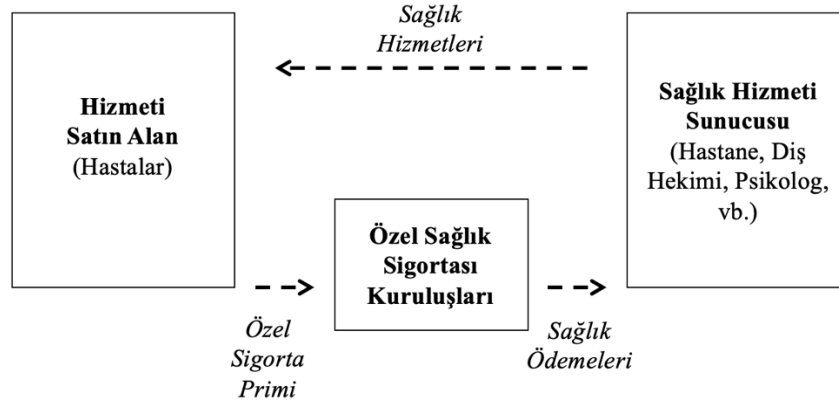 Sağlık
Hizmetleri
Hizmeti
Satın Alan
(Hastalar)
Sağlık Hizmeti
Sunucusu
(Hastane, Diş
Hekimi, Psikolog,
vb.)
Özel Sağlık
Sigortası
Kuruluşları
Özel
Sigorta
Primi
Sağlık
Ödemeleri